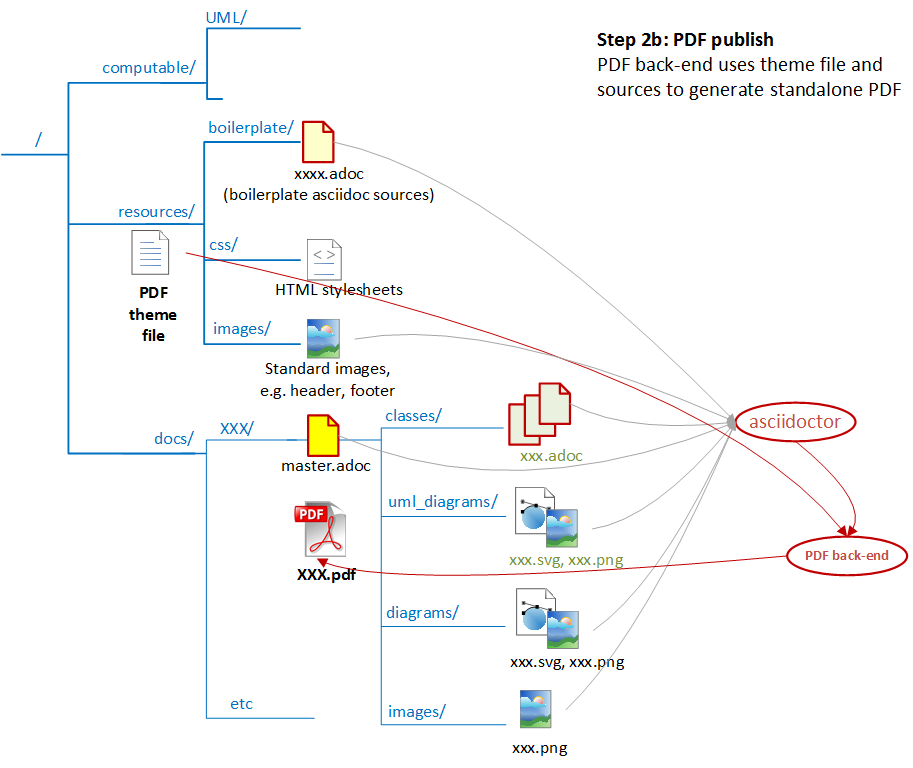 UML/
Step 2b: PDF publish
PDF back-end uses theme file and
sources to generate standalone PDF
computable/
/
boilerplate/
xxxx.adoc
(boilerplate asciidoc sources)
resources/
css/
< >
HTML stylesheets
PDF
theme
file
images/
Standard images,
e.g. header, footer
classes/
asciidoctor
XXX/
docs/
master.adoc
xxx.adoc
uml_diagrams/
PDF
xxx.svg, xxx.png
PDF back-end
XXX.pdf
diagrams/
xxx.svg, xxx.png
etc
images/
xxx.png